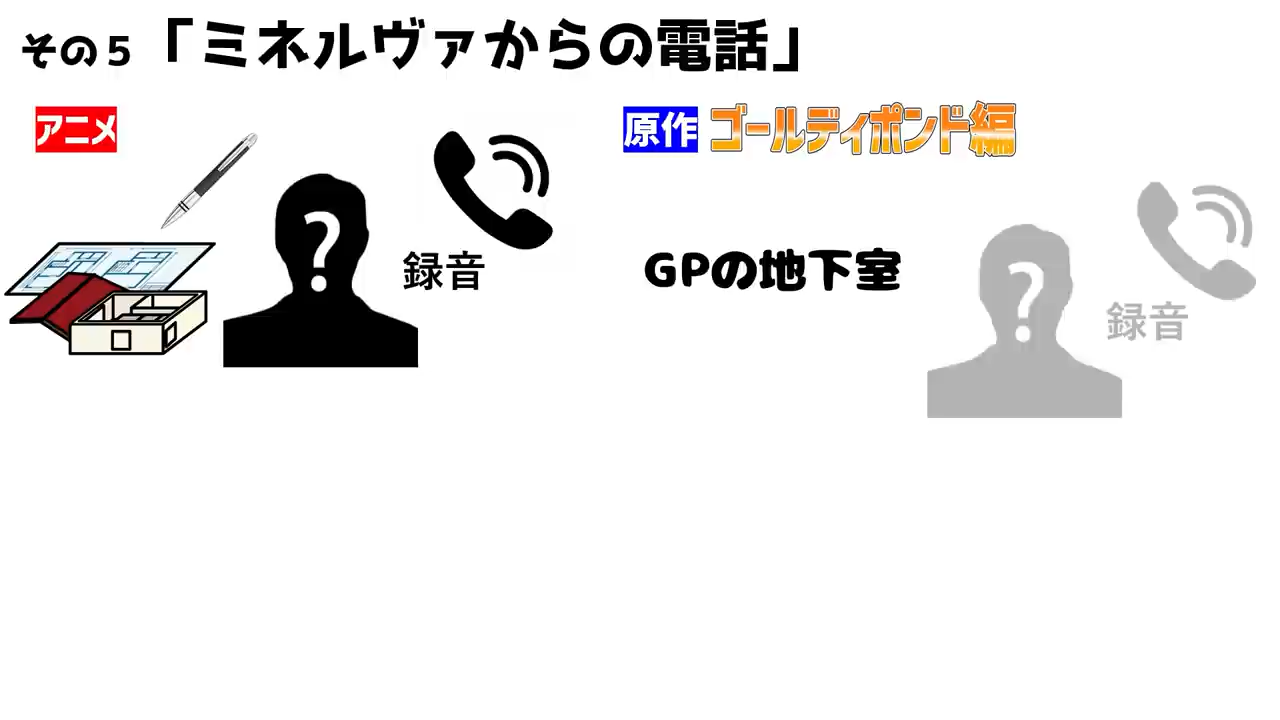 その5「ミネルヴァからの電話」
アニメ
原作 ゴールディポンド編
?
録音
GPの地下室
?
録音